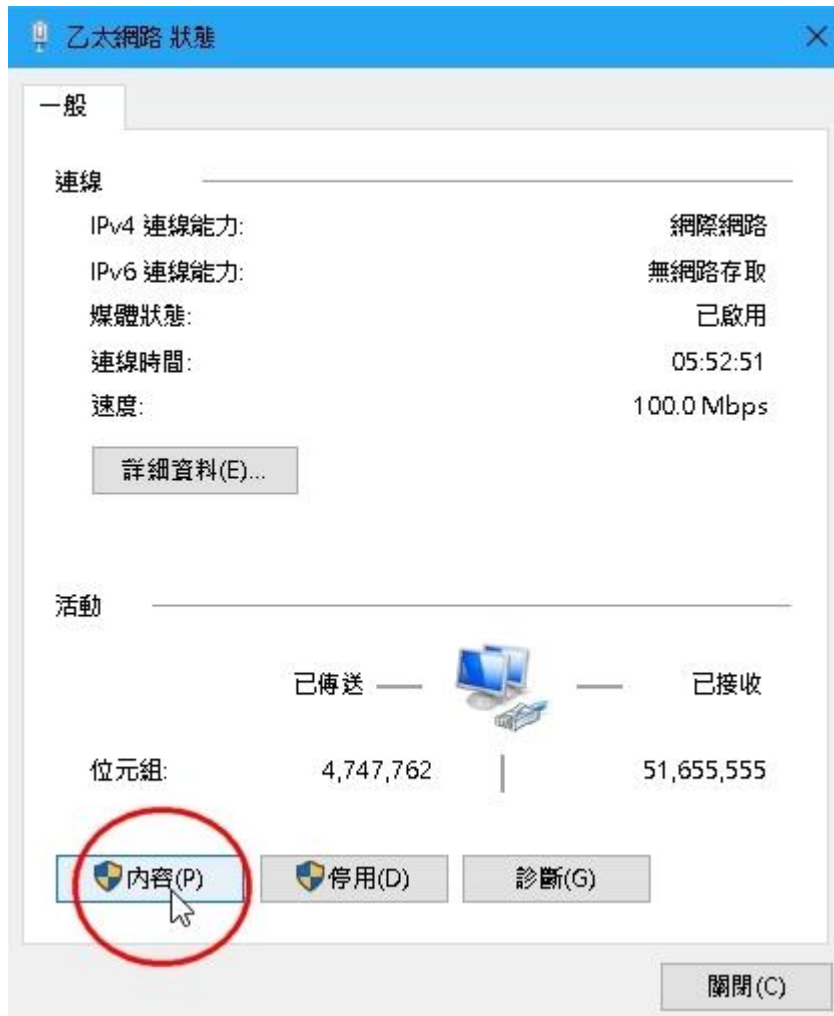 乙太網路 狀態
一般
連線
IPv4 連線能力: 網際網路
IPv6 連線能力: 無網路存取
媒體狀態: 已啟用
連線時間: 05:52:51
速度: 100.0 Mbps
詳細資料(E)...
活動
已傳送 已接收
位元組: 4,747,762 51,655,555
內容(P) 停用(D) 診斷(G)
關閉(C)